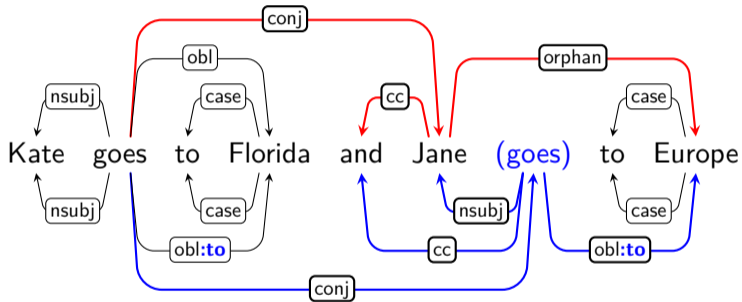 conj
obl orphan
nsubj case cc case
Kate goes to Florida and Jane (goes) to Europe
nsubj case nsubj case
obl:to cc obl:to
conj